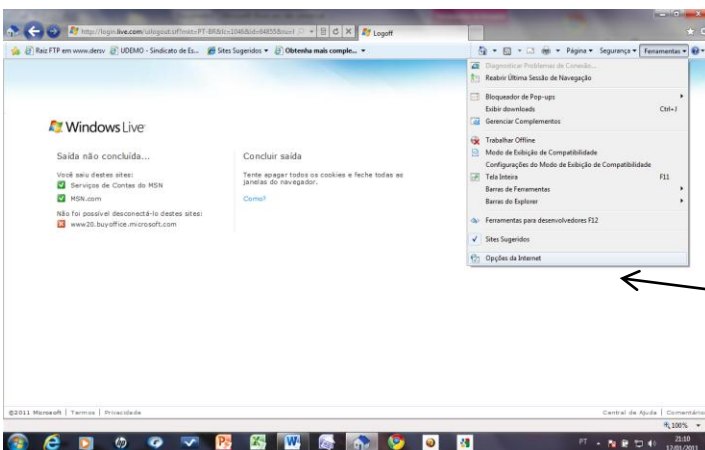 Logoff
Raiz FTP em www.dersv
UDEMO - Sindicato de Es...
Sites Sugeridos
Obtenha mais comple...
Página
Segurança
Ferramentas
Diagnosticar Problemas de Conexão...
Reabrir Última Sessão de Navegação
Bloqueador de Pop-ups
Exibir downloads Ctrl+J
Gerenciar Complementos
Trabalhar Offline
Modo de Exibição de Compatibilidade
Configurações do Modo de Exibição de Compatibilidade
Tela Inteira F11
Barras de Ferramentas
Barras do Explorer
Ferramentas para desenvolvedores F12
Sites Sugeridos
Opções da Internet
Windows Live
Saída não concluída...
Você saiu destes sites:
Serviços de Contas do MSN
MSN.com
Não foi possível desconectá-lo destes sites:
www20.buyoffice.microsoft.com
Concluir saída
Tente apagar todos os cookies e feche todas as
janelas do navegador.
Como?
©2011 Microsoft | Termos | Privacidade
Central de Ajuda | Comentário
100%
PT
21:10
12/01/2011